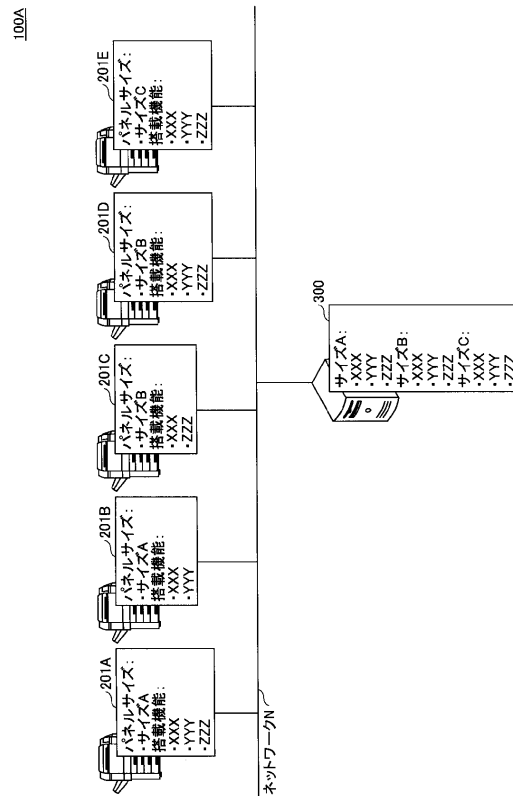 100A
201A
パネルサイズ:
・サイズA
搭載機能:
・XXX
・YYY
・ZZZ
201B
パネルサイズ:
・サイズA
搭載機能:
・XXX
・YYY
201C
パネルサイズ:
・サイズB
搭載機能:
・XXX
・ZZZ
201D
パネルサイズ:
・サイズB
搭載機能:
・XXX
・YYY
・ZZZ
201E
パネルサイズ:
・サイズC
搭載機能:
・XXX
・YYY
・ZZZ
ネットワークN
300
サイズA:
・XXX
・YYY
・ZZZ
サイズB:
・XXX
・YYY
・ZZZ
サイズC:
・XXX
・YYY
・ZZZ